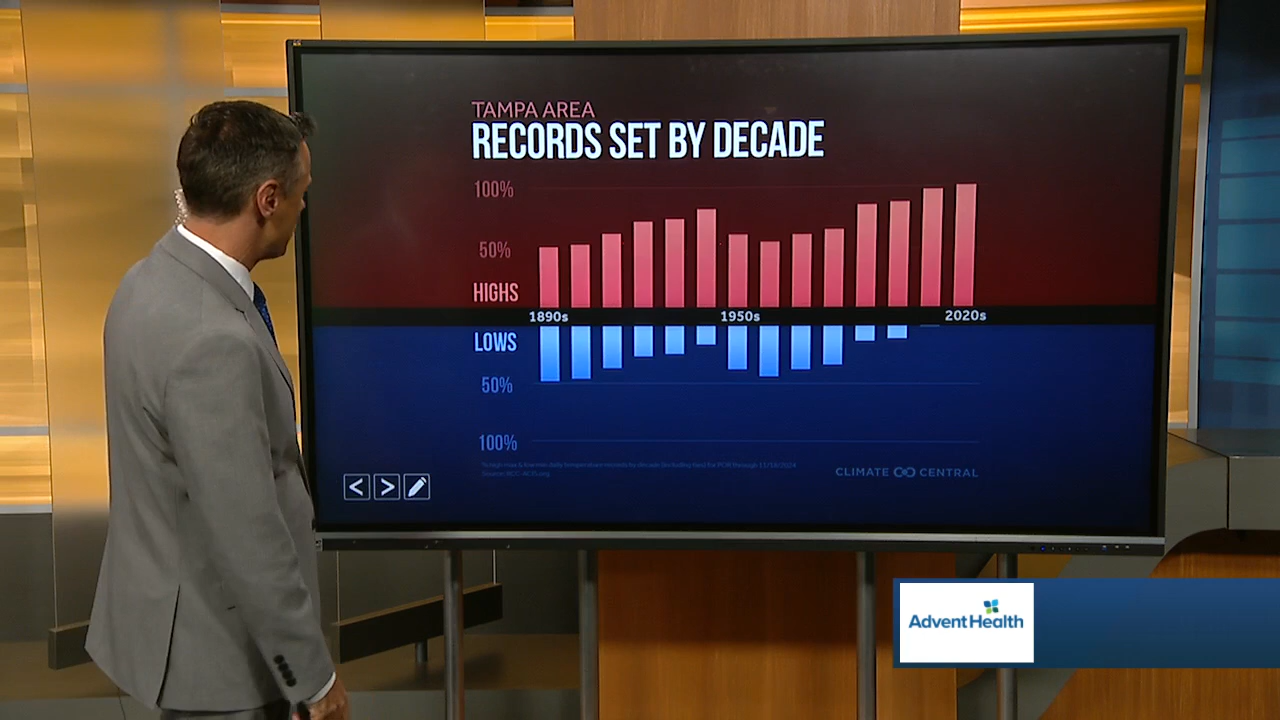 TAMPA AREA
RECORDS SET BY DECADE
100%
50%
HIGHS
1890s 1950s 2020s
LOWS
50%
100%
CLIMATE CENTRAL
< >
AdventHealth